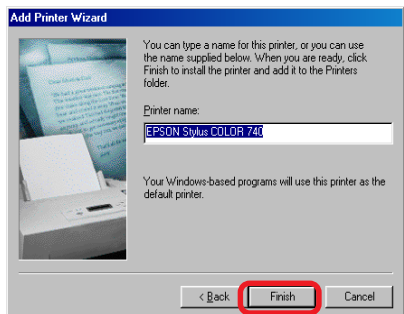 Add Printer Wizard
You can type a name for this printer, or you can use
the name supplied below. When you are ready, click
Finish to install the printer and add it to the Printers
folder.
Printer name:
EPSON Stylus COLOR 740
Your Windows-based programs will use this printer as the
default printer.
< Back
Finish
Cancel